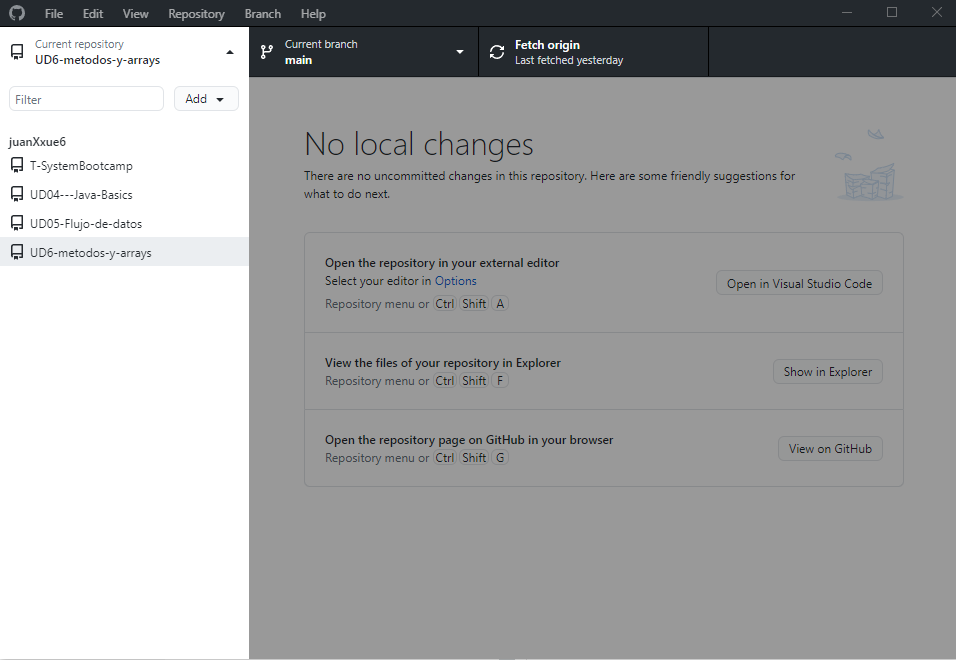 File Edit View Repository Branch Help
Current repository
UD6-metodos-y-arrays
Current branch
main
Fetch origin
Last fetched yesterday
Filter
Add
juanXxue6
T-SystemBootcamp
UD04---Java-Basics
UD05-Flujo-de-datos
UD6-metodos-y-arrays
No local changes
There are no uncommitted changes in this repository. Here are some friendly suggestions for
what to do next.
Open the repository in your external editor
Select your editor in Options
Repository menu or Ctrl Shift A
Open in Visual Studio Code
View the files of your repository in Explorer
Repository menu or Ctrl Shift F
Show in Explorer
Open the repository page on GitHub in your browser
Repository menu or Ctrl Shift G
View on GitHub